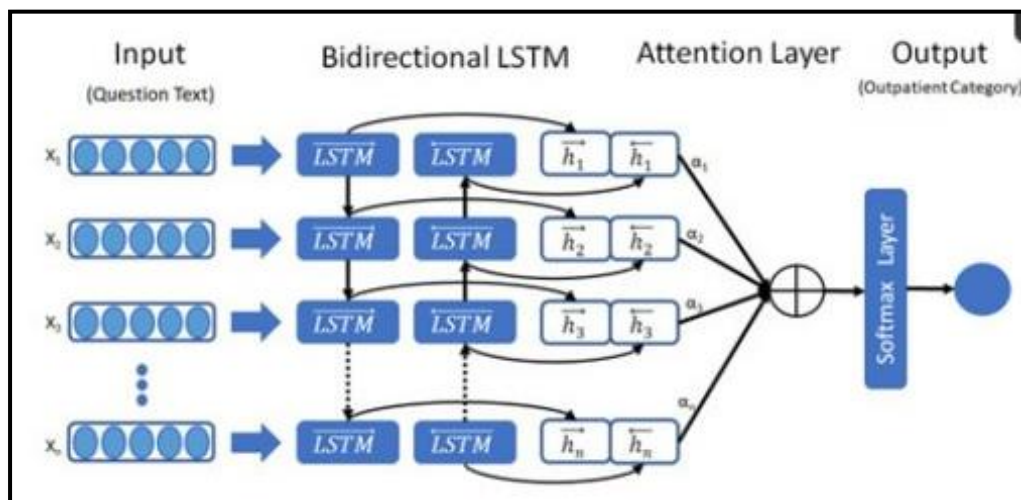 Input
(Question Text)
Bidirectional LSTM
Attention Layer
Output
(Outpatient Category)
X₁
LSTM
LSTM
h₁
h₁
α₁
X₂
LSTM
LSTM
h₂
h₂
α₂
X₃
LSTM
LSTM
h₃
h₃
α₃
Xₙ
LSTM
LSTM
hₙ
hₙ
αₙ
Softmax Layer